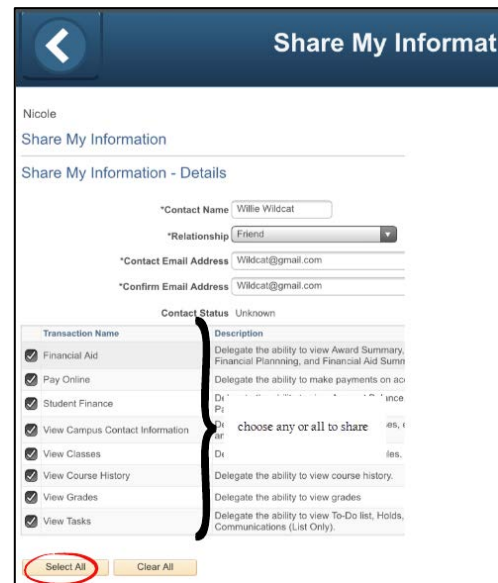 Share My Informat
Nicole
Share My Information
Share My Information - Details
*Contact Name Willie Wildcat
*Relationship Friend
*Contact Email Address Wildcat@gmail.com
*Confirm Email Address Wildcat@gmail.com
Contact Status Unknown
Transaction Name Description
Financial Aid Delegate the ability to view Award Summary,
Financial Plannning, and Financial Aid Summ
Pay Online Delegate the ability to make payments on acc
Student Finance
View Campus Contact Information
choose any or all to share
View Classes
View Course History Delegate the ability to view course history.
View Grades Delegate the ability to view grades
View Tasks Delegate the ability to view To-Do list, Holds,
Communications (List Only).
Select All Clear All